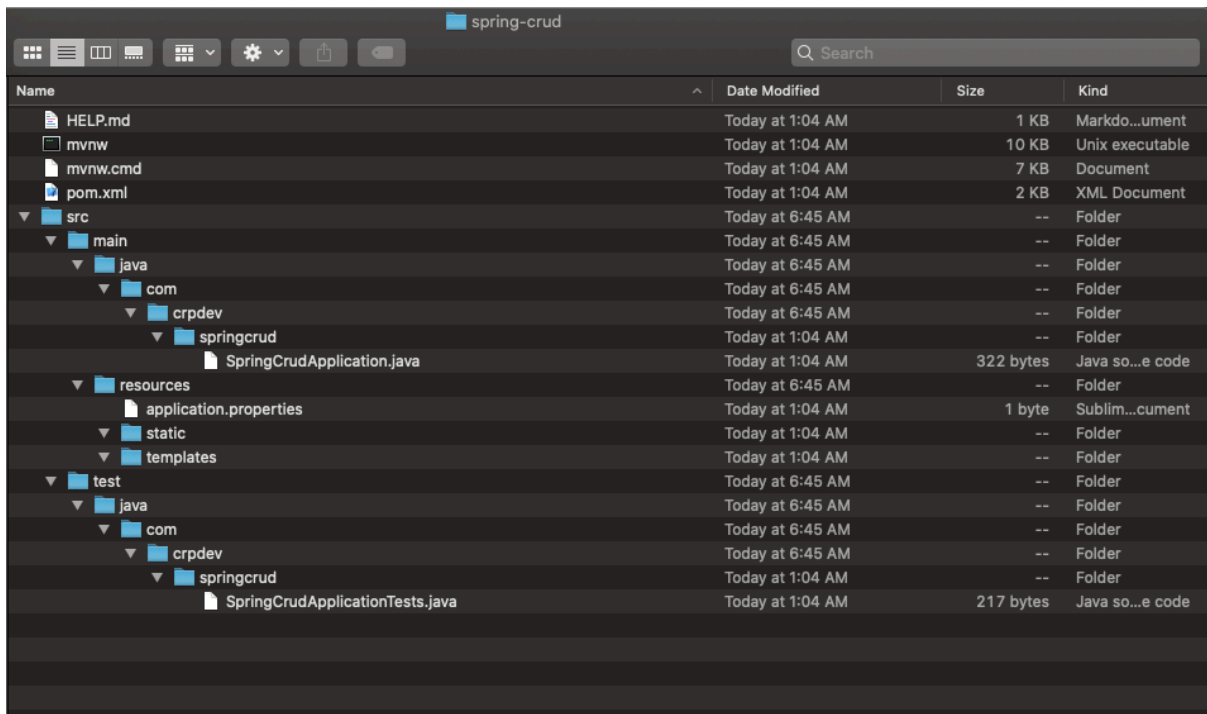 spring-crud
Search
Name Date Modified Size Kind
HELP.md Today at 1:04 AM 1 KB Markdo...ument
mvnw Today at 1:04 AM 10 KB Unix executable
mvnw.cmd Today at 1:04 AM 7 KB Document
pom.xml Today at 1:04 AM 2 KB XML Document
src Today at 6:45 AM -- Folder
main Today at 6:45 AM -- Folder
java Today at 6:45 AM -- Folder
com Today at 6:45 AM -- Folder
crpdev Today at 6:45 AM -- Folder
springcrud Today at 1:04 AM -- Folder
SpringCrudApplication.java Today at 1:04 AM 322 bytes Java so...e code
resources Today at 6:45 AM -- Folder
application.properties Today at 1:04 AM 1 byte Sublim...cument
static Today at 1:04 AM -- Folder
templates Today at 1:04 AM -- Folder
test Today at 6:45 AM -- Folder
java Today at 6:45 AM -- Folder
com Today at 6:45 AM -- Folder
crpdev Today at 6:45 AM -- Folder
springcrud Today at 1:04 AM -- Folder
SpringCrudApplicationTests.java Today at 1:04 AM 217 bytes Java so...e code